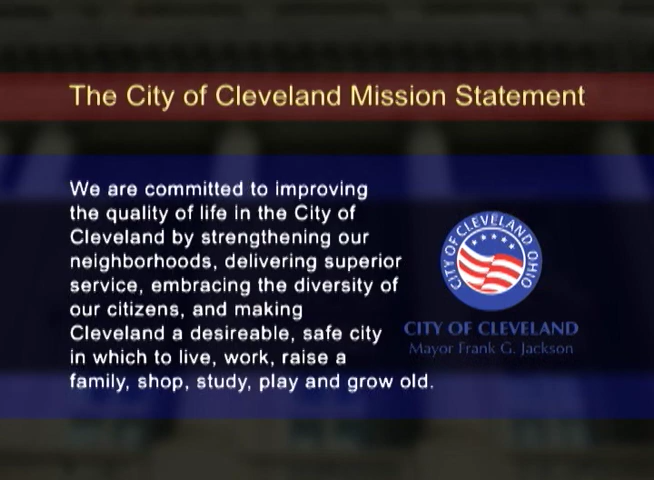 The City of Cleveland Mission Statement
We are committed to improving
the quality of life in the City of
Cleveland by strengthening our
neighborhoods, delivering superior
service, embracing the diversity of
our citizens, and making
Cleveland a desireable, safe city
in which to live, work, raise a
family, shop, study, play and grow old.
CITY OF CLEVELAND OHIO
CITY OF CLEVELAND
Mayor Frank G. Jackson